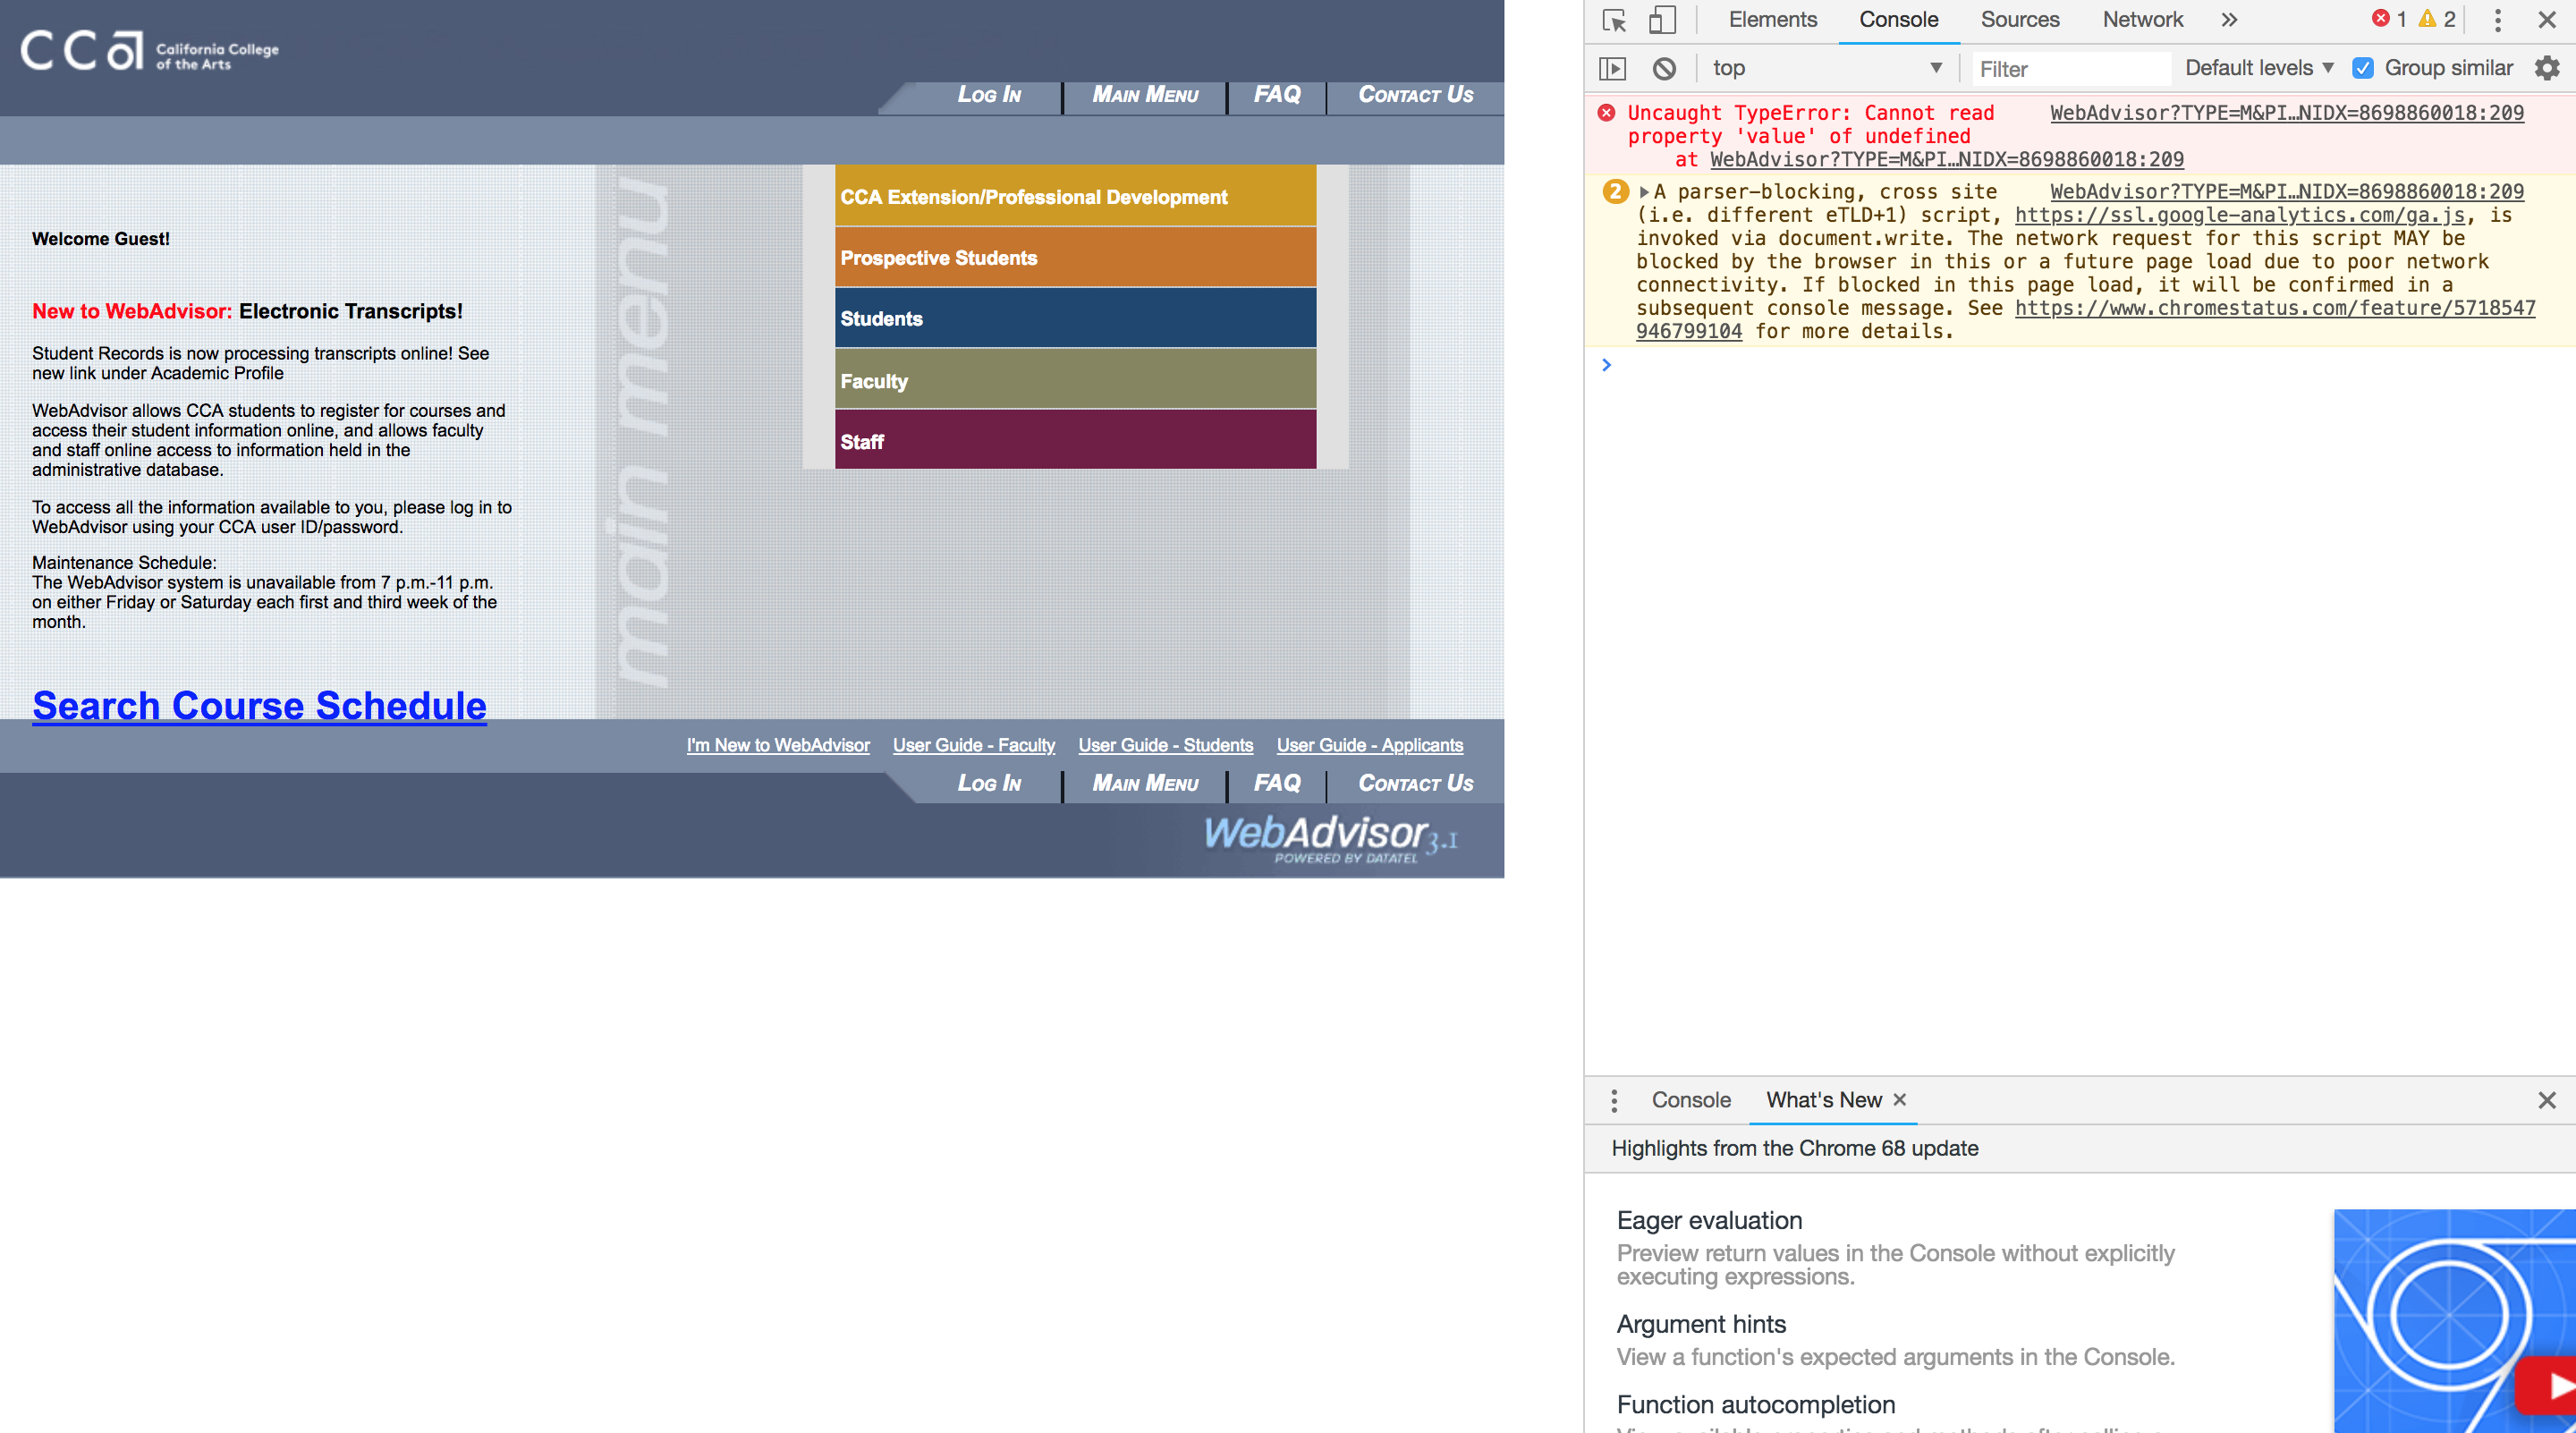 CCa California College
of the Arts
LOG IN MAIN MENU FAQ CONTACT US
main menu
CCA Extension/Professional Development
Prospective Students
Students
Faculty
Staff
Welcome Guest!
New to WebAdvisor: Electronic Transcripts!
Student Records is now processing transcripts online! See
new link under Academic Profile
WebAdvisor allows CCA students to register for courses and
access their student information online, and allows faculty
and staff online access to information held in the
administrative database.
To access all the information available to you, please log in to
WebAdvisor using your CCA user ID/password.
Maintenance Schedule:
The WebAdvisor system is unavailable from 7 p.m.-11 p.m.
on either Friday or Saturday each first and third week of the
month.
Search Course Schedule
I'm New to WebAdvisor User Guide - Faculty User Guide - Students User Guide - Applicants
LOG IN MAIN MENU FAQ CONTACT US
WebAdvisor 3.1
POWERED BY DATATEL
Elements Console Sources Network » 1 2
top Filter Default levels Group similar
Uncaught TypeError: Cannot read WebAdvisor?TYPE=M&PI…NIDX=8698860018:209
property 'value' of undefined
at WebAdvisor?TYPE=M&PI…NIDX=8698860018:209
2 A parser-blocking, cross site WebAdvisor?TYPE=M&PI…NIDX=8698860018:209
(i.e. different eTLD+1) script, https://ssl.google-analytics.com/ga.js, is
invoked via document.write. The network request for this script MAY be
blocked by the browser in this or a future page load due to poor network
connectivity. If blocked in this page load, it will be confirmed in a
subsequent console message. See https://www.chromestatus.com/feature/5718547
946799104 for more details.
Console What's New
Highlights from the Chrome 68 update
Eager evaluation
Preview return values in the Console without explicitly
executing expressions.
Argument hints
View a function's expected arguments in the Console.
Function autocompletion